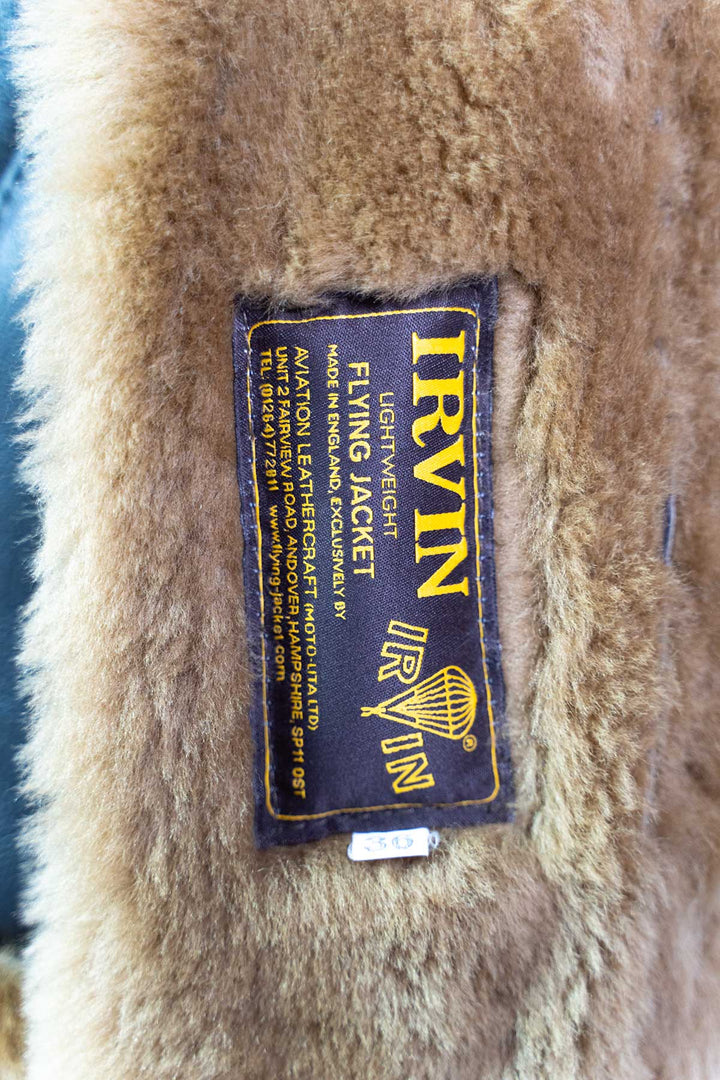 IRVIN
IRVIN ®
LIGHTWEIGHT
FLYING JACKET
MADE IN ENGLAND, EXCLUSIVELY BY
AVIATION LEATHERCRAFT (MOTO-LITA LTD)
UNIT 2 FAIRVIEW ROAD, ANDOVER, HAMPSHIRE, SP11 0ST
TEL: (01264) 772811 www.flying-jacket.com